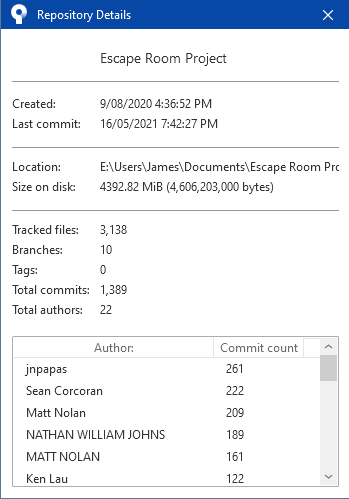 Repository Details
Escape Room Project
Created: 9/08/2020 4:36:52 PM
Last commit: 16/05/2021 7:42:27 PM
Location: E:\Users\James\Documents\Escape Room Pro
Size on disk: 4392.82 MiB (4,606,203,000 bytes)
Tracked files: 3,138
Branches: 10
Tags: 0
Total commits: 1,389
Total authors: 22
Author: Commit count
jnpapas 261
Sean Corcoran 222
Matt Nolan 209
NATHAN WILLIAM JOHNS 189
MATT NOLAN 161
Ken Lau 122